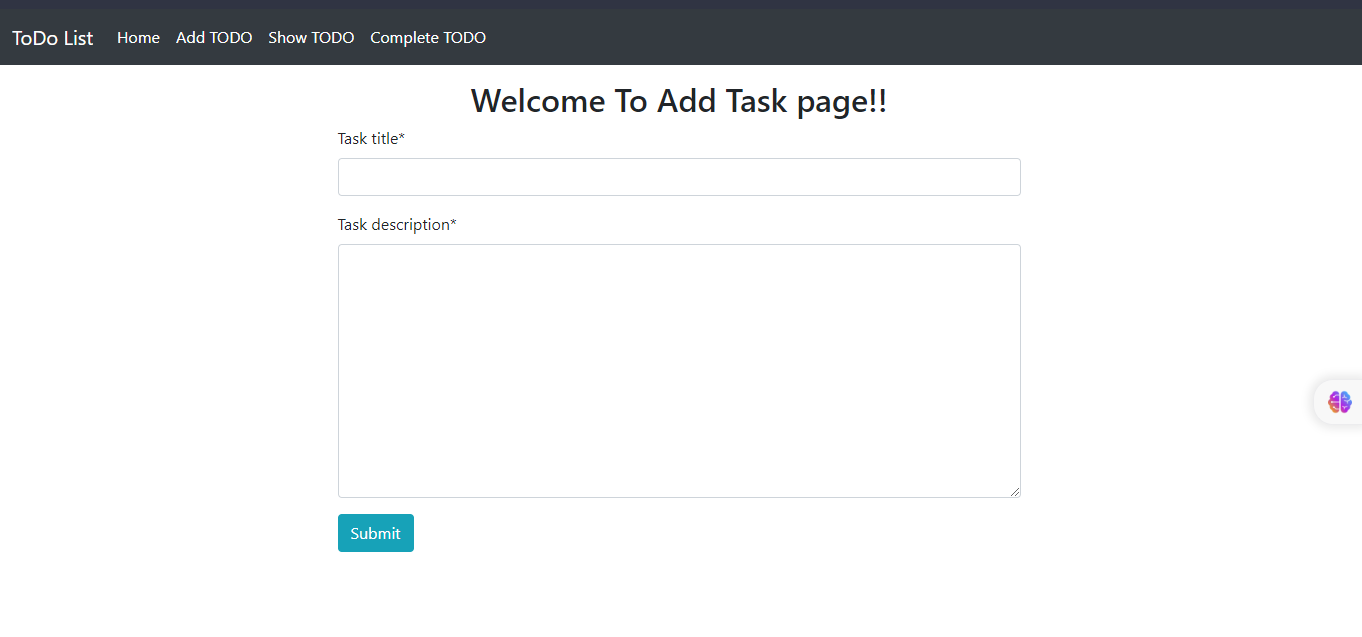 ToDo List Home Add TODO Show TODO Complete TODO
Welcome To Add Task page!!
Task title*
Task description*
Submit